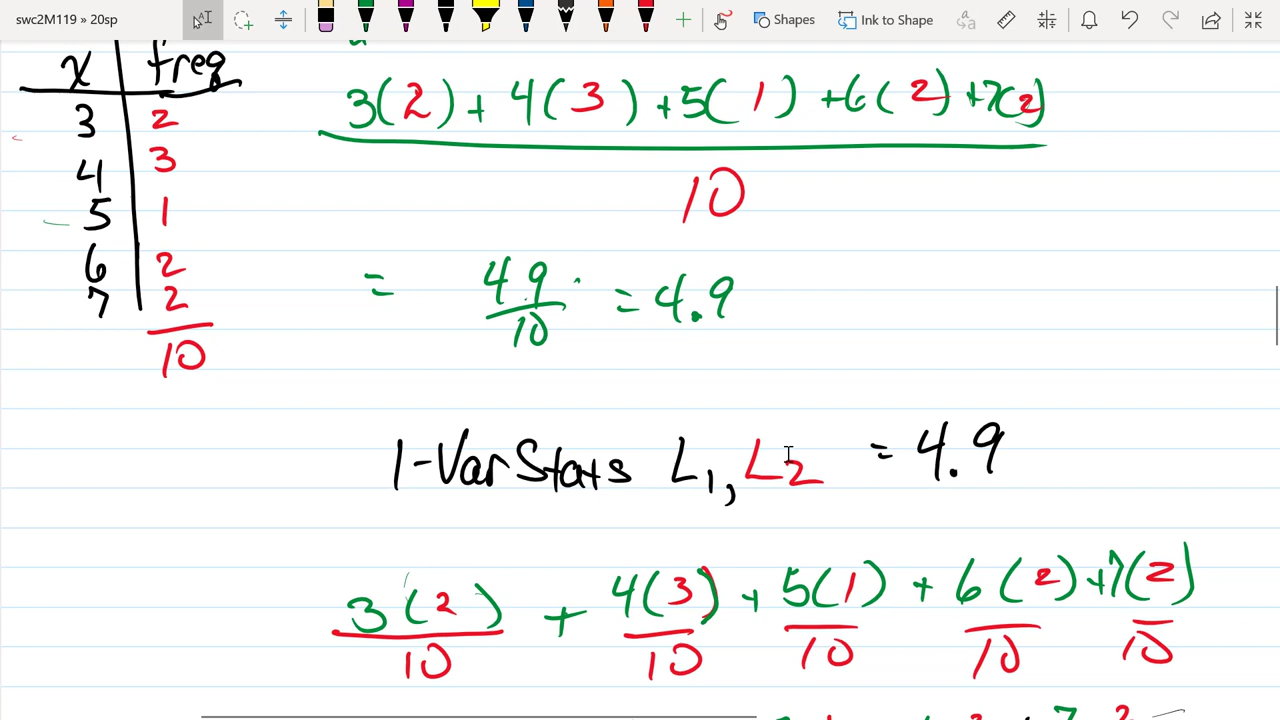 swc2M119 » 20sp
Shapes
Ink to Shape
x freq
3 2
4 3
5 1
6 2
7 2
10
3(2) + 4(3) + 5(1) + 6(2) + 7(2)
10
= 49 = 4.9
10
1-VarStats L1, L2 = 4.9
3(2) + 4(3) + 5(1) + 6(2) + 7(2)
10 10 10 10 10